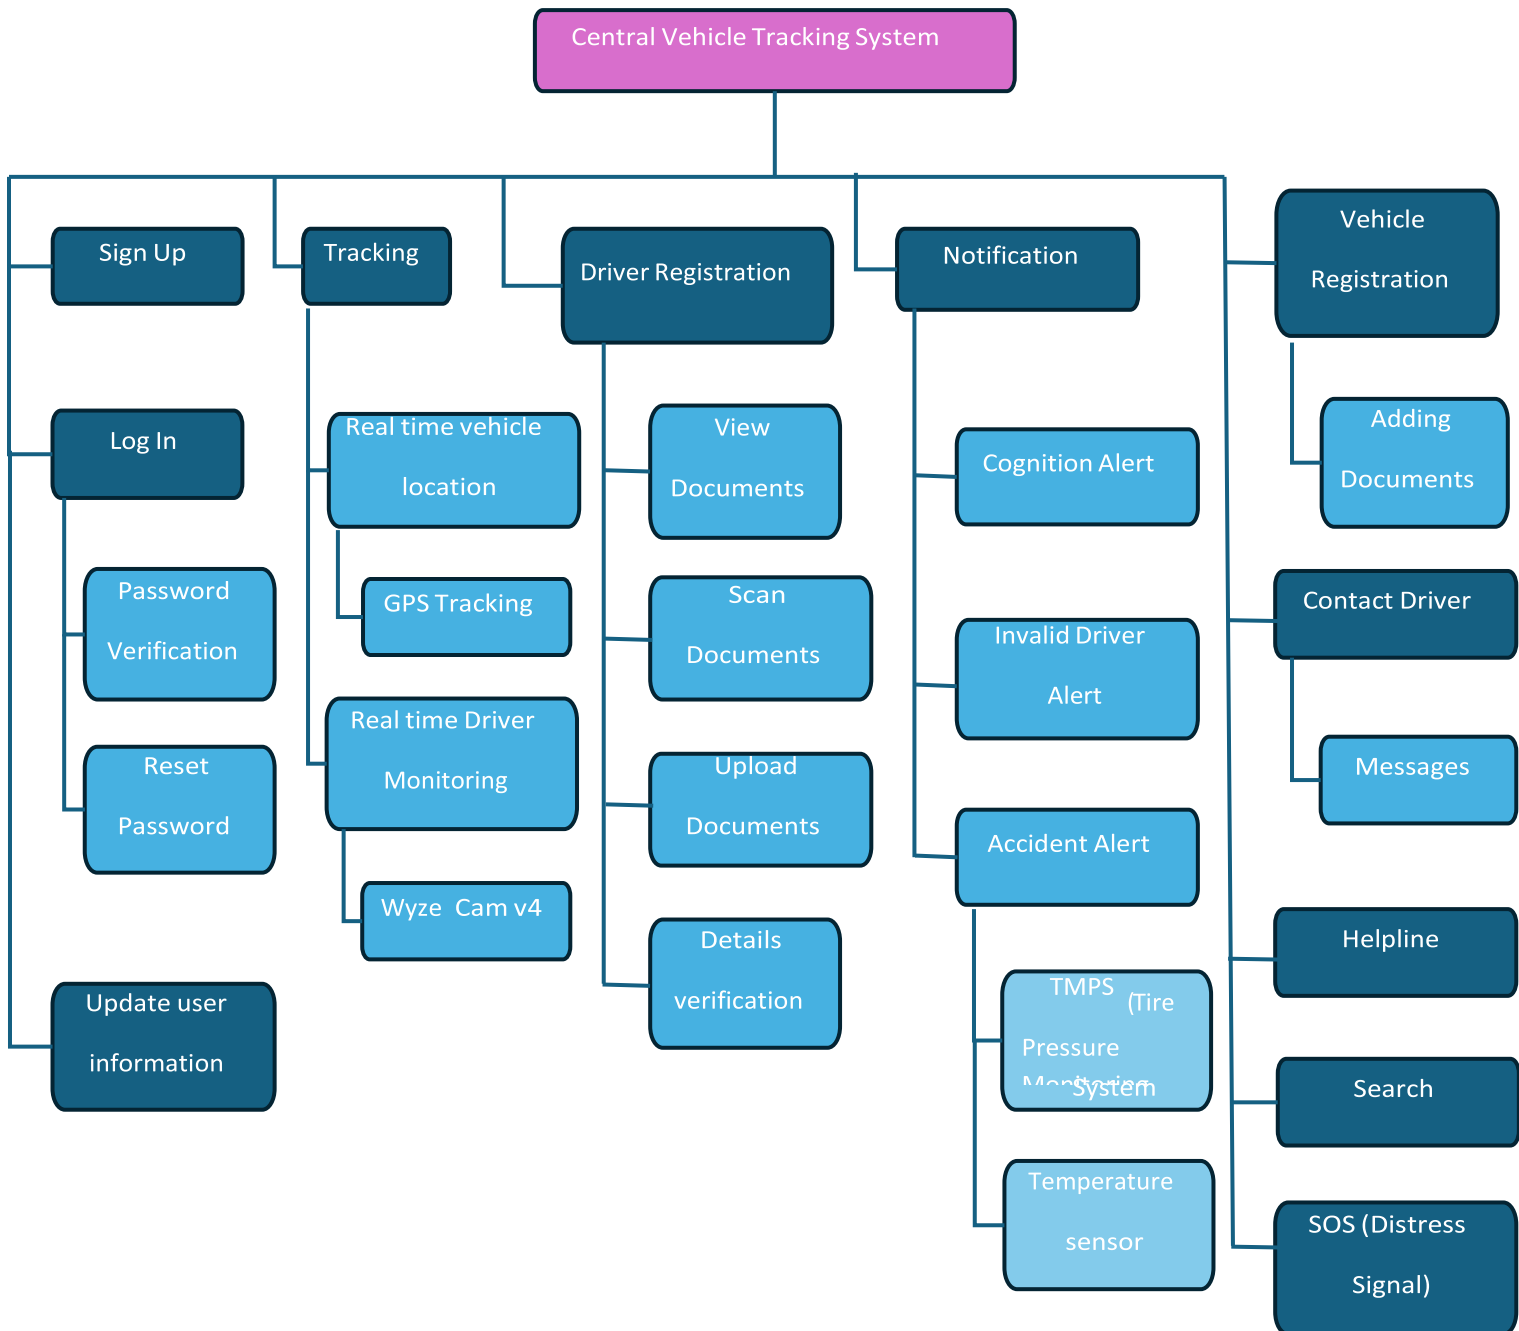 Central Vehicle Tracking System
Sign Up
Log In
Password
Verification
Reset
Password
Update user
information
Tracking
Real time vehicle
location
GPS Tracking
Real time Driver
Monitoring
Wyze Cam v4
Driver Registration
View
Documents
Scan
Documents
Upload
Documents
Details
verification
Notification
Cognition Alert
Invalid Driver
Alert
Accident Alert
TMPS (Tire
Pressure
Monitoring
System
Temperature
sensor
Vehicle
Registration
Adding
Documents
Contact Driver
Messages
Helpline
Search
SOS (Distress
Signal)